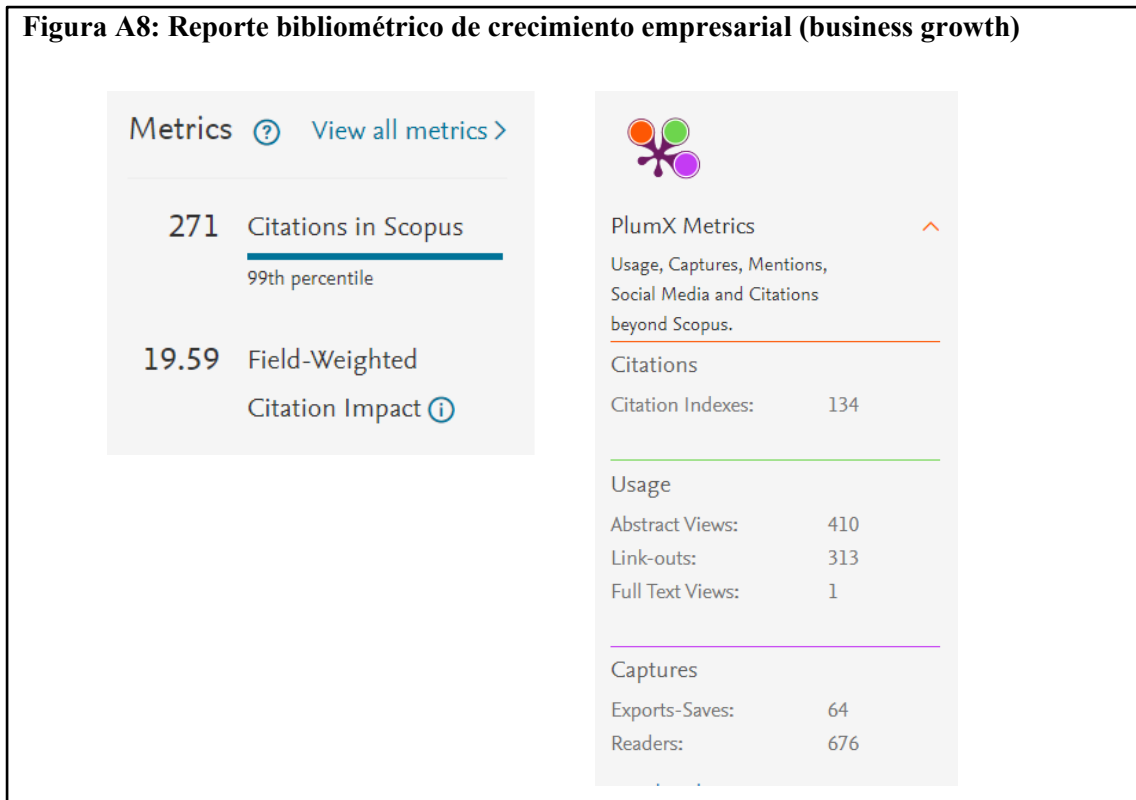 Figura A8: Reporte bibliométrico de crecimiento empresarial (business growth)
Metrics ? View all metrics >
271 Citations in Scopus
99th percentile
19.59 Field-Weighted
Citation Impact i
PlumX Metrics
Usage, Captures, Mentions,
Social Media and Citations
beyond Scopus.
Citations
Citation Indexes: 134
Usage
Abstract Views: 410
Link-outs: 313
Full Text Views: 1
Captures
Exports-Saves: 64
Readers: 676